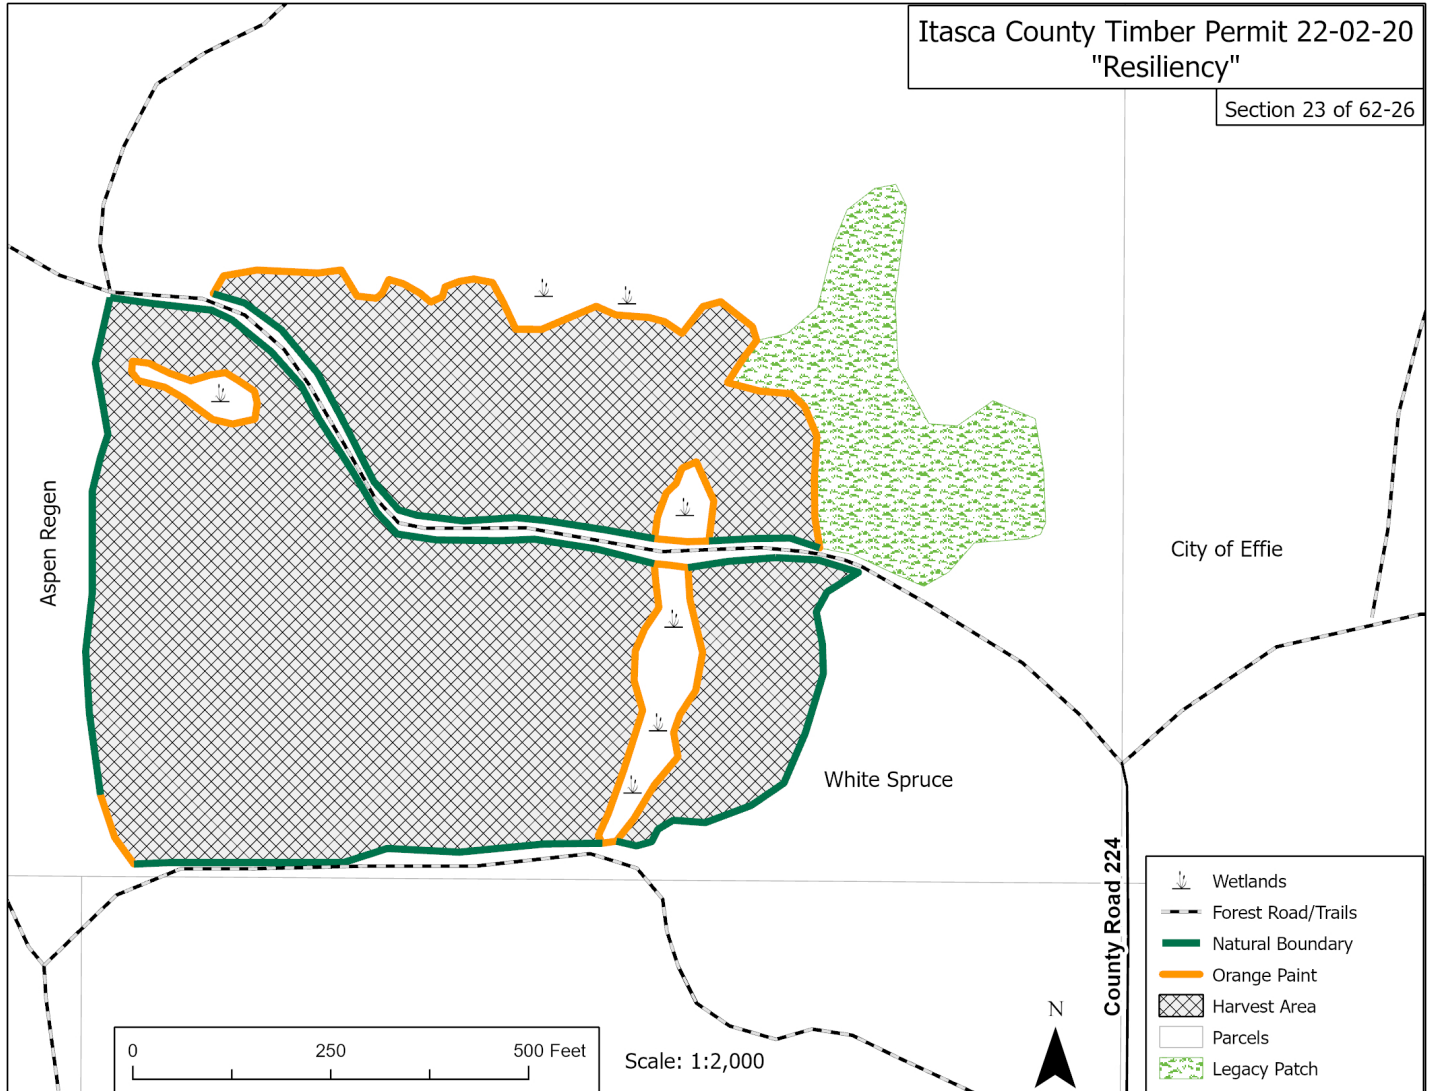 Itasca County Timber Permit 22-02-20
"Resiliency"
Section 23 of 62-26
Aspen Regen
City of Effie
White Spruce
County Road 224
Wetlands
Forest Road/Trails
Natural Boundary
Orange Paint
Harvest Area
Parcels
Legacy Patch
N
0 250 500 Feet
Scale: 1:2,000